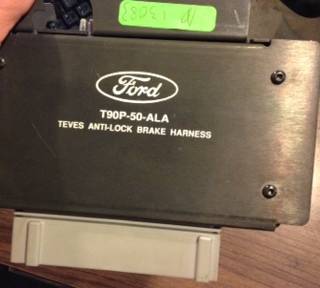 Ford
T90P-50-ALA
TEVES ANTI-LOCK BRAKE HARNESS